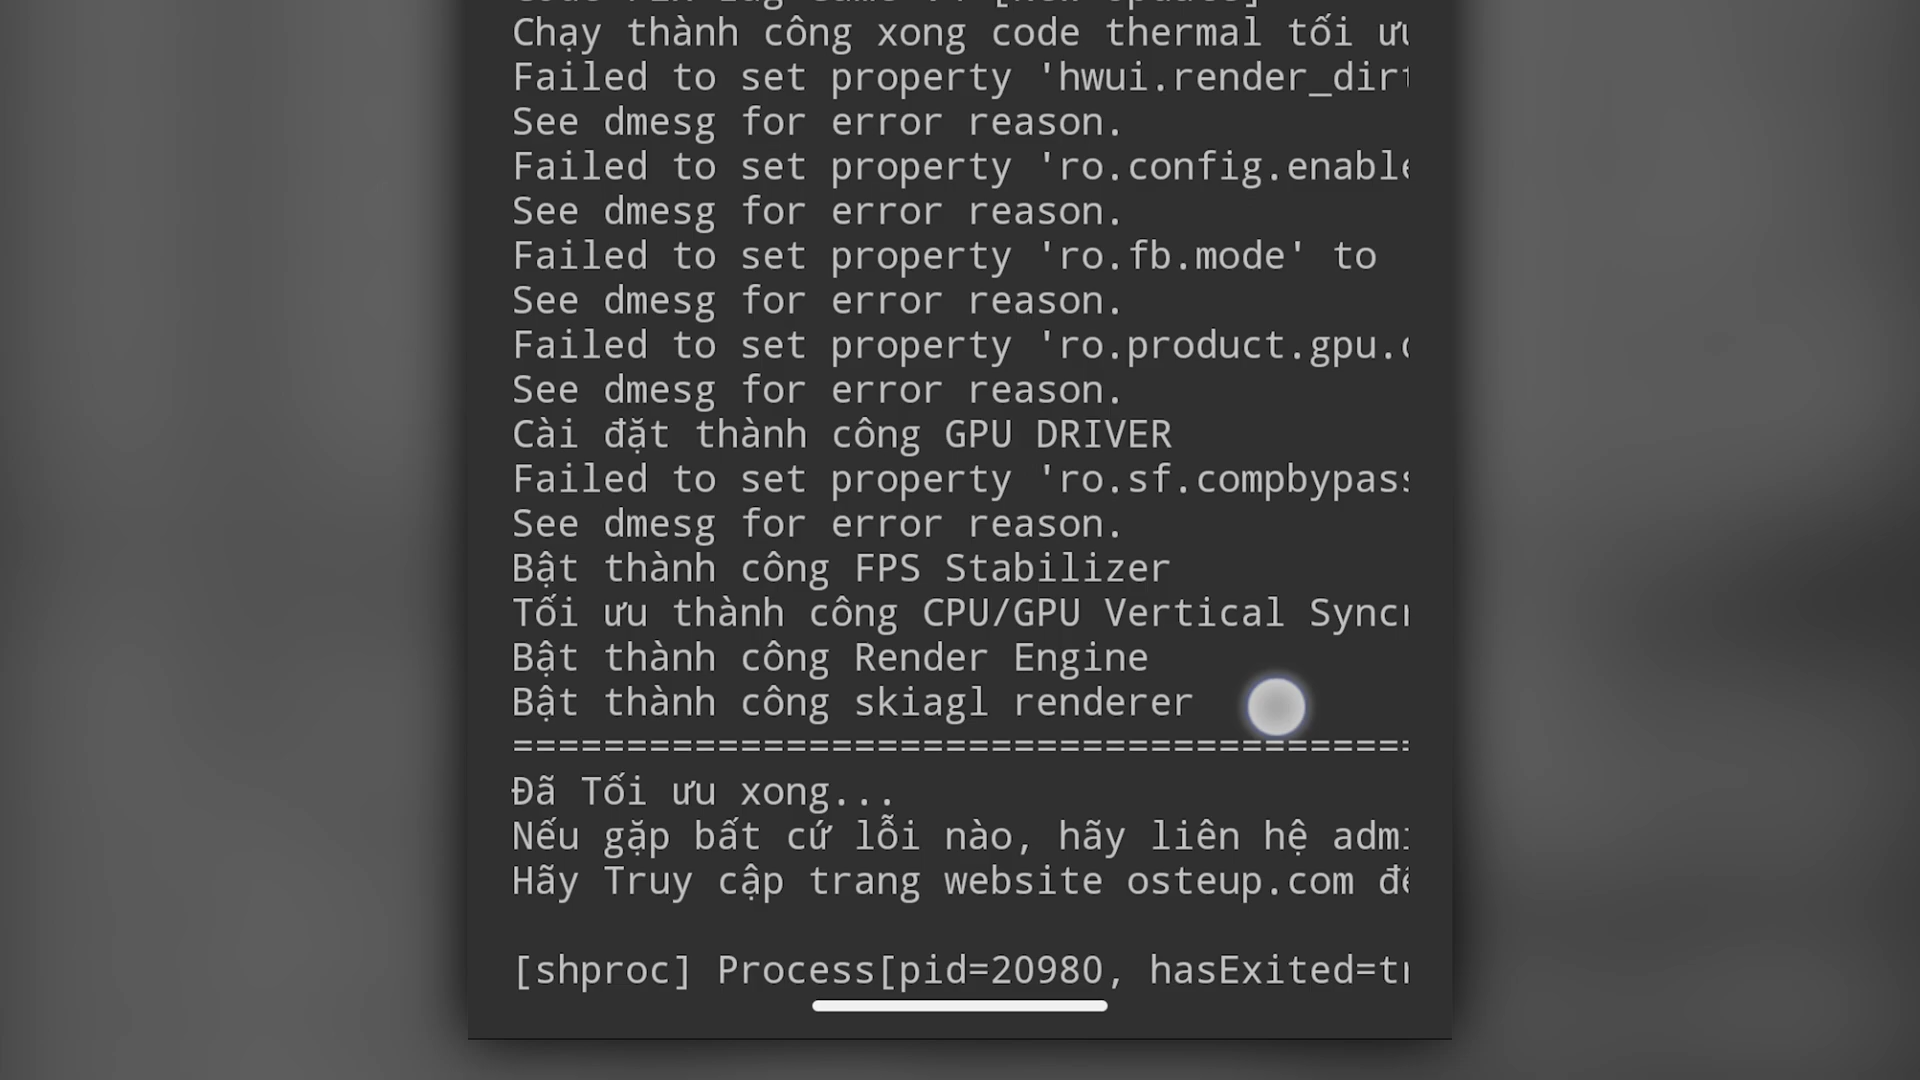 Chạy thành công xong code thermal tối ưu
Failed to set property 'hwui.render_dirt
See dmesg for error reason.
Failed to set property 'ro.config.enable
See dmesg for error reason.
Failed to set property 'ro.fb.mode' to
See dmesg for error reason.
Failed to set property 'ro.product.gpu.
See dmesg for error reason.
Cài đặt thành công GPU DRIVER
Failed to set property 'ro.sf.compbypass
See dmesg for error reason.
Bật thành công FPS Stabilizer
Tối ưu thành công CPU/GPU Vertical Syn
Bật thành công Render Engine
Bật thành công skiagl renderer
========================================
Đã Tối ưu xong...
Nếu gặp bất cứ lỗi nào, hãy liên hệ adm
Hãy Truy cập trang website osteup.com
[shproc] Process[pid=20980, hasExited=tr